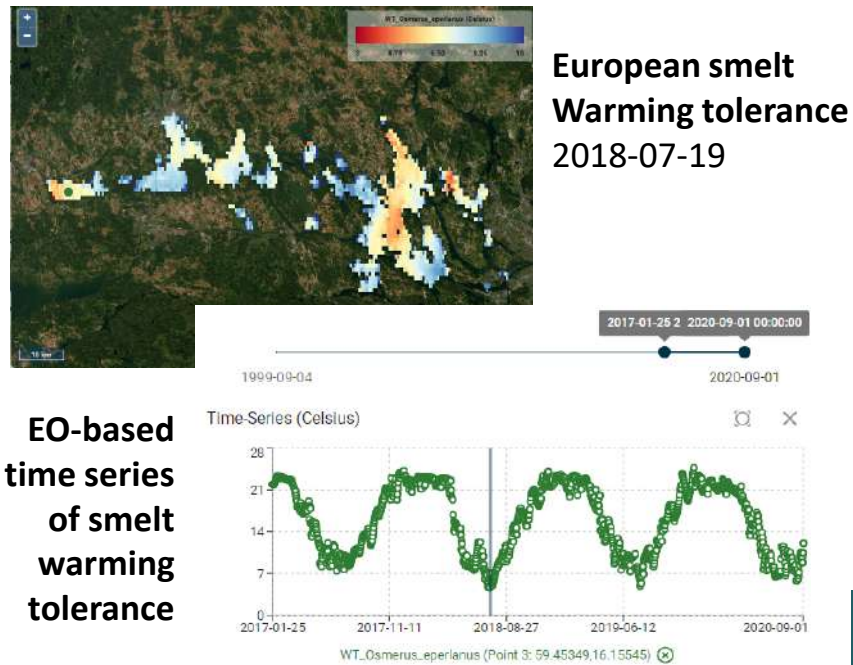 +
−
WT_Osmerus_eperlanus (Celsius)
10
10 km
European smelt
Warming tolerance
2018-07-19
2017-01-25 2 2020-09-01 00:00:00
1999-09-04
2020-09-01
EO-based
time series
of smelt
warming
tolerance
Time-Series (Celsius)
28
21
14
7
0
2017-01-25
2017-11-11
2018-08-27
2019-06-12
2020-09-01
WT_Osmerus_eperlanus (Point 3: 59.45349,16.15545)